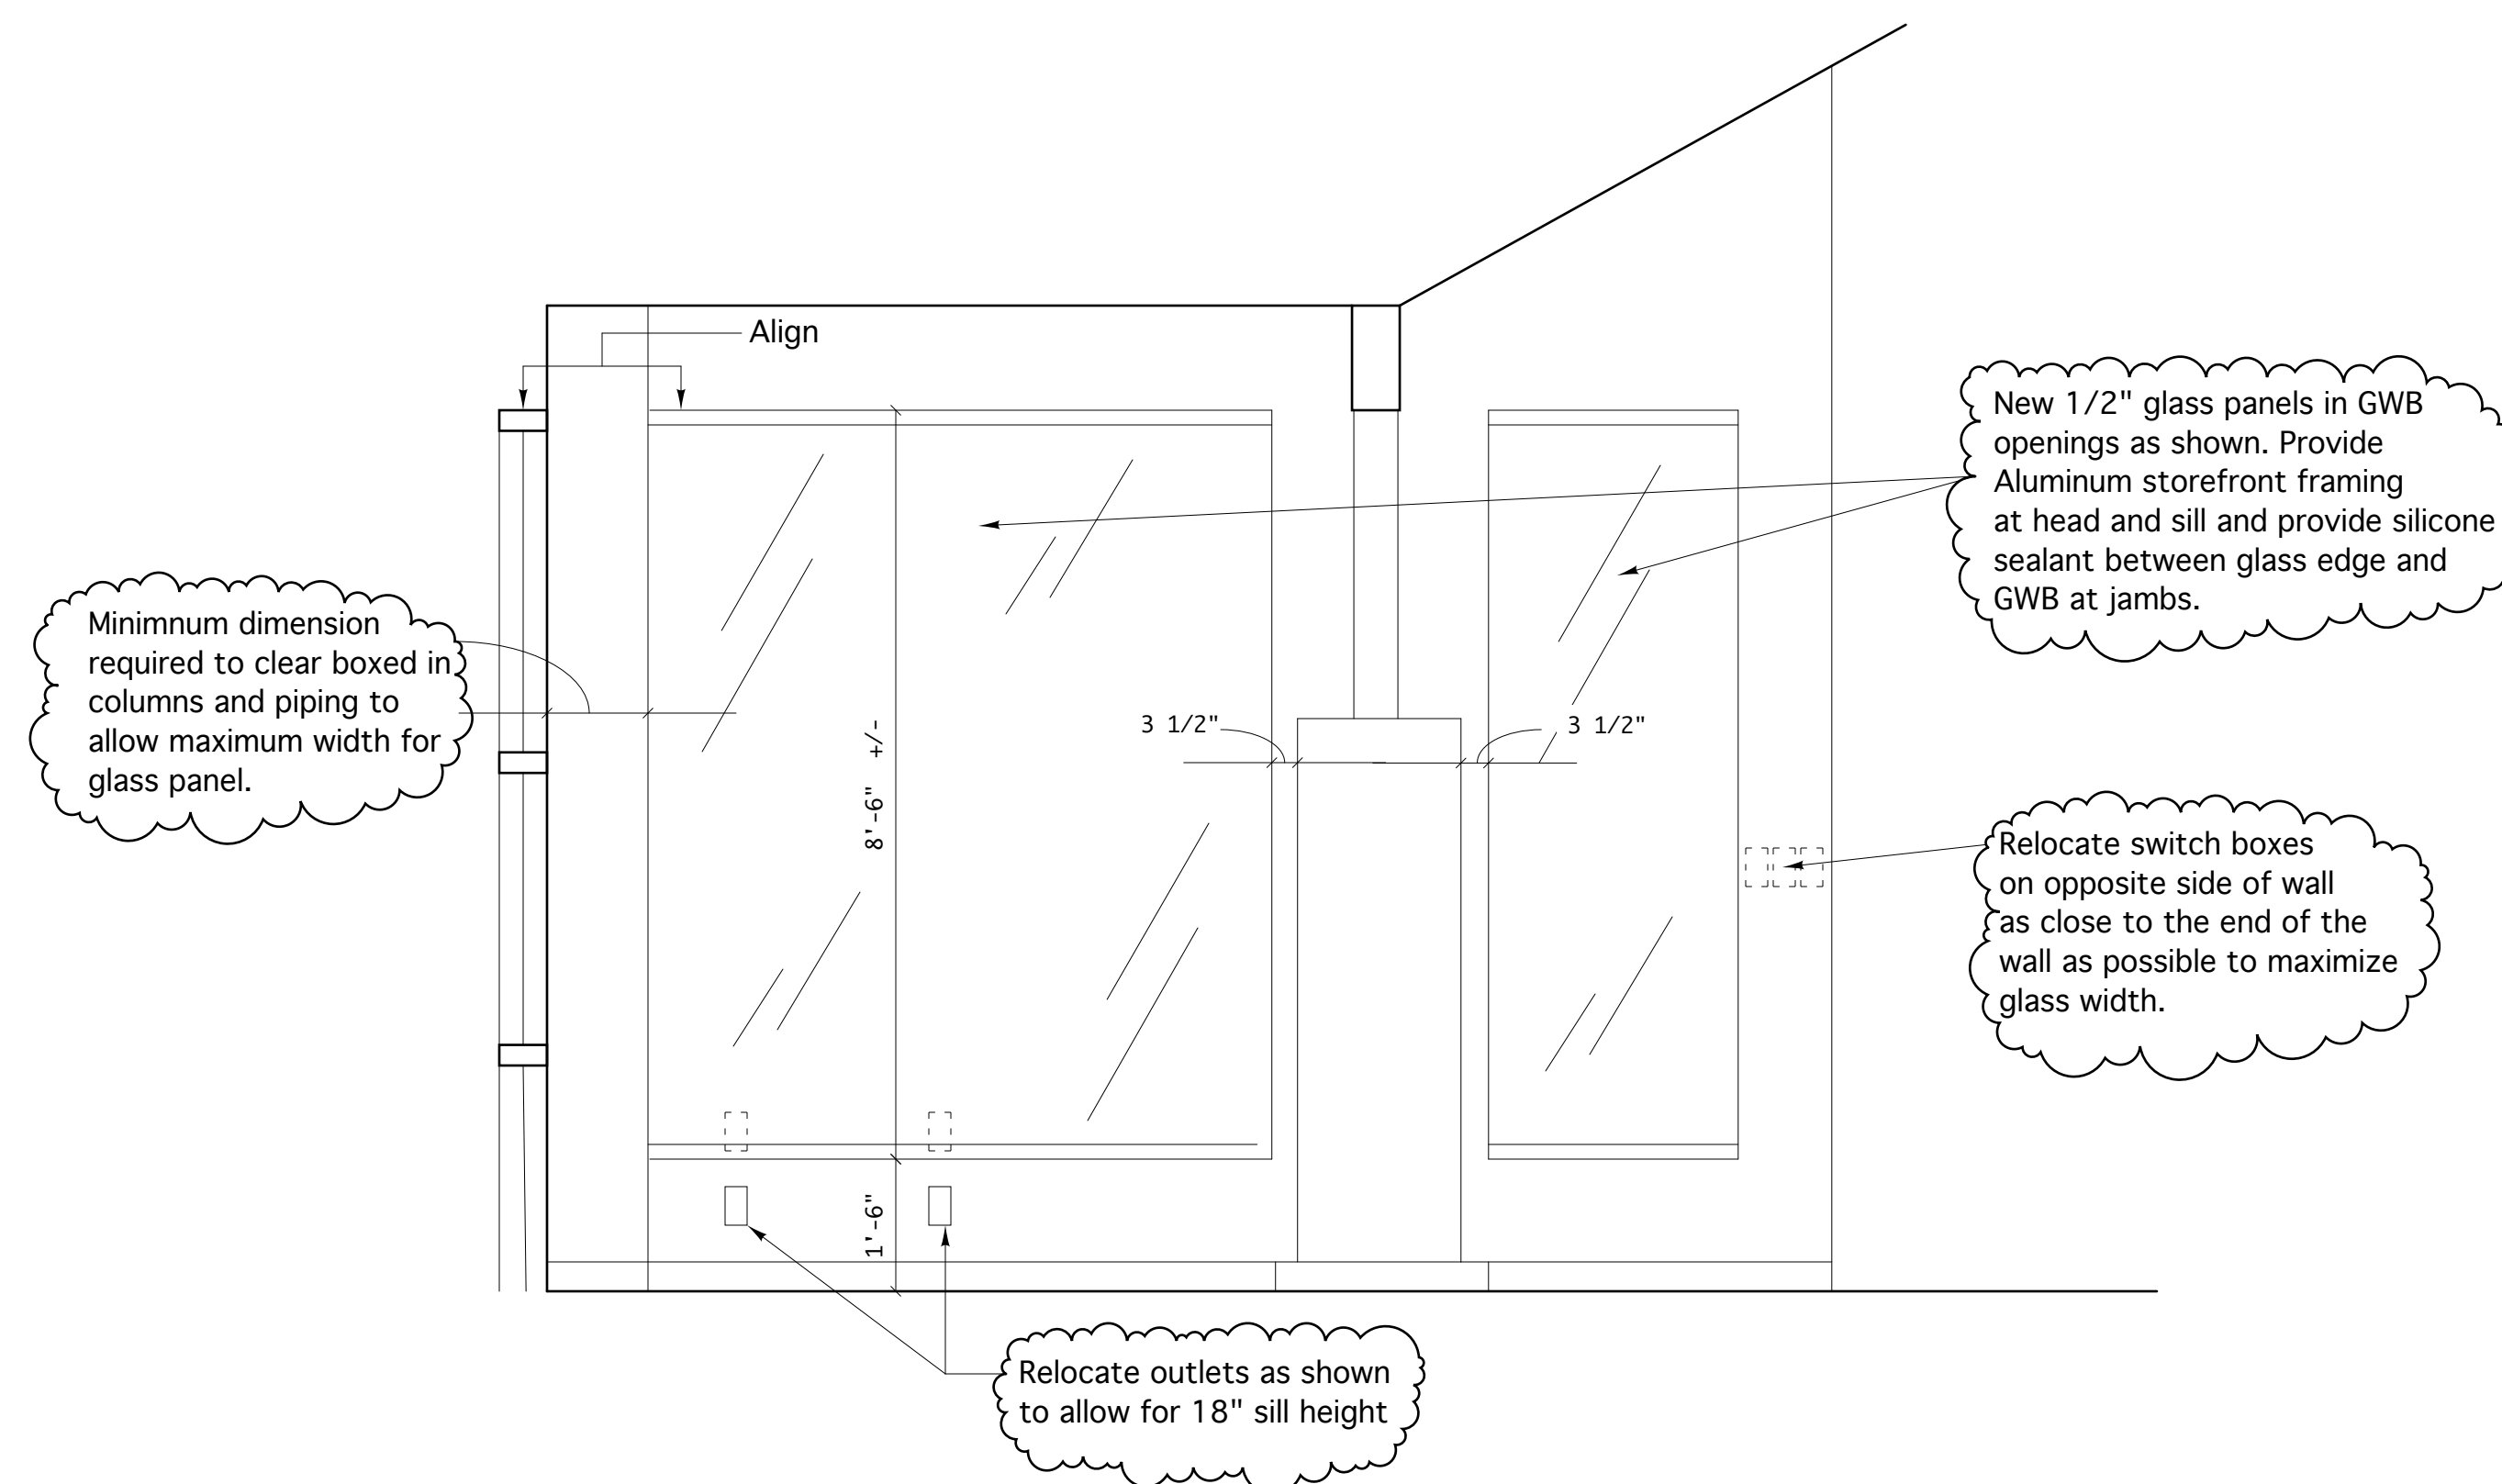 Align
New 1/2" glass panels in GWB
openings as shown. Provide
Aluminum storefront framing
at head and sill and provide silicone
sealant between glass edge and
GWB at jambs.
Minimnum dimension
required to clear boxed in
columns and piping to
allow maximum width for
glass panel.
8'-6" +/-
3 1/2"
3 1/2"
Relocate switch boxes
on opposite side of wall
as close to the end of the
wall as possible to maximize
glass width.
1'-6"
Relocate outlets as shown
to allow for 18" sill height